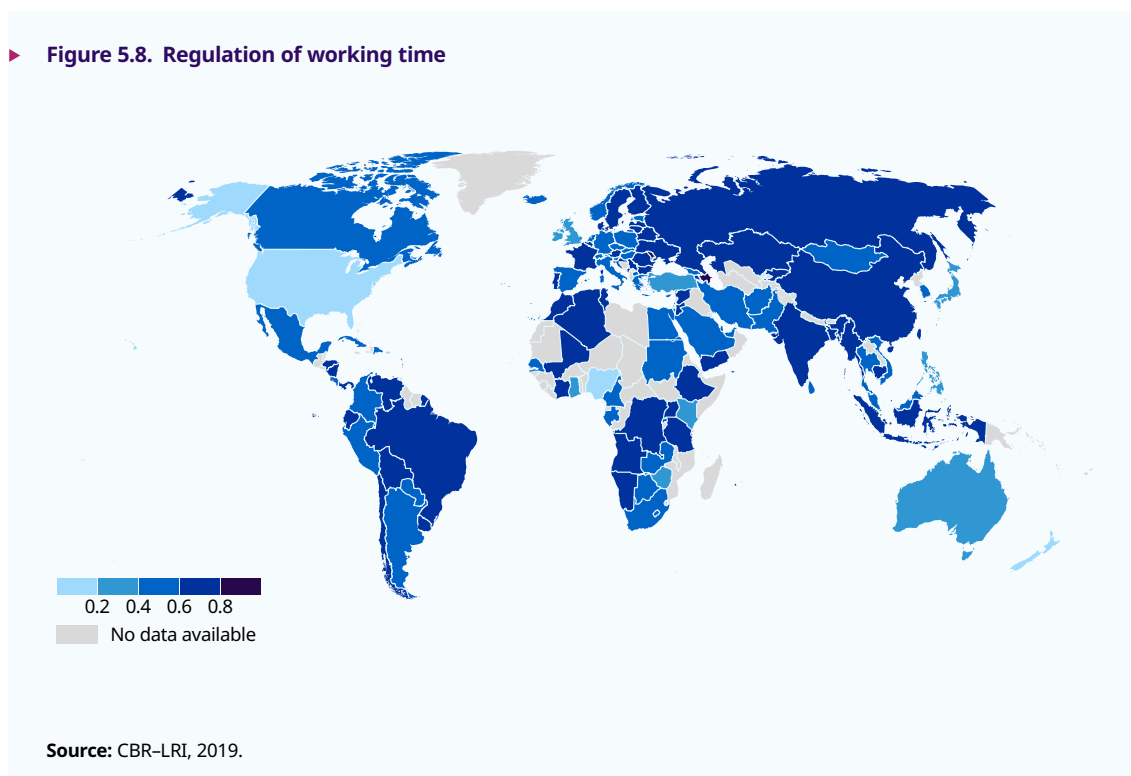 Figure 5.8. Regulation of working time
0.2 0.4 0.6 0.8
No data available
Source: CBR–LRI, 2019.